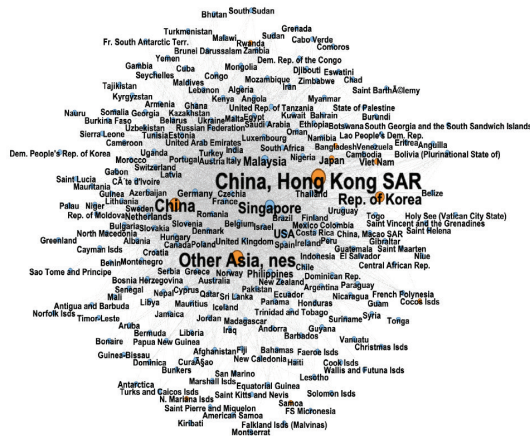 Bhutan South Sudan
Turkmenistan Malawi Sudan Grenada
Fr. South Antarctic Terr. Rwanda Cabo Verde
Brunei Darussalam Zambia Comoros
Yemen Mongolia Dem. Rep. of the Congo
Gambia Cuba Congo Djibouti Eswatini
Seychelles Maldives Mozambique Iran Zimbabwe Chad
Tajikistan Lebanon Algeria Saint BarthÃ©lemy
Kyrgyzstan Kenya Angola Myanmar
Armenia Ghana United Rep. of Tanzania State of Palestine
Nauru Somalia Georgia Kazakhstan Egypt Kuwait Bahrain Burundi
Burkina Faso Belarus Ukraine Malta Saudi Arabia Ethiopia Botswana South Georgia and the South Sandwich Islands
Uzbekistan Russian Federation Oman
Sierra Leone Tunisia Estonia Luxembourg Namibia Lao People's Dem. Rep.
Cameroon United Arab Emirates South Africa Bangladesh Venezuela Eritrea Anguilla
Dem. People's Rep. of Korea Uganda Turkey India Nigeria Japan Cambodia Bolivia (Plurinational State of)
Morocco Portugal Austria Italy Malaysia Viet Nam
Gabon Switzerland
Saint Lucia Latvia China, Hong Kong SAR
Mauritania CÃ´te d'Ivoire
Guinea Azerbaijan Germany Czechia Thailand Belize
Palau Niger Lithuania China France Singapore Rep. of Korea
Rep. of Moldova Sweden Netherlands Romania Uruguay Togo Holy See (Vatican City State)
Bulgaria Slovenia Belgium Israel Brazil Finland Colombia Saint Vincent and the Grenadines
North Macedonia Slovakia Denmark USA Mexico China, Macao SAR Saint Helena
Greenland Albania Hungary Costa Rica Gibraltar
Canada Poland United Kingdom Spain Ireland Peru Guatemala Saint Maarten
Cayman Isds Croatia Other Asia, nes Indonesia El Salvador Niue
Benin Montenegro Chile Central African Rep.
Sao Tome and Principe Serbia Greece Norway Philippines Dominican Rep.
Bosnia Herzegovina Australia New Zealand Argentina Paraguay
Senegal Nepal Cyprus Qatar Pakistan Ecuador Nicaragua French Polynesia
Mali Sri Lanka Panama Honduras Guam Cocos Isds
Antigua and Barbuda Libya Mauritius Iceland Trinidad and Tobago Syria
Norfolk Isds Jamaica Jordan Madagascar Suriname Tonga
Timor-Leste Iraq Andorra Guyana
Aruba Bermuda Liberia Barbados Vanuatu
Bonaire Papua New Guinea Christmas Isds
Guinea-Bissau Afghanistan Fiji Bahamas Faeroe Isds
Dominica CuraÃ§ao New Caledonia Haiti Cook Isds
Bunkers San Marino Wallis and Futuna Isds
Antarctica Marshall Isds Equatorial Guinea Lesotho
Turks and Caicos Isds Saint Kitts and Nevis Solomon Isds
N. Mariana Isds Samoa
Saint Pierre and Miquelon FS Micronesia
American Samoa
Kiribati Falkland Isds (Malvinas)
Montserrat